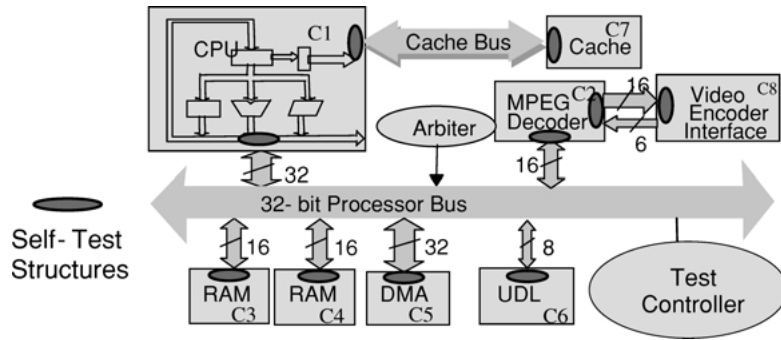 CPU
C1
Cache Bus
C7
Cache
MPEG
C2
Decoder
16
6
C8
Video
Encoder
Interface
Arbiter
32
16
32- bit Processor Bus
Self- Test
Structures
16
16
32
8
RAM
C3
RAM
C4
DMA
C5
UDL
C6
Test
Controller